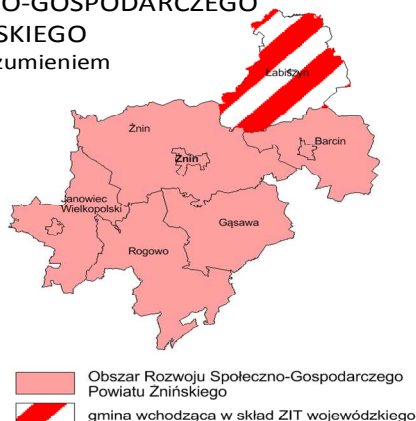 O-GOSPODARCZEGO
SKIEGO
zumieniem
Łabiszyn
Żnin
Żnin
Barcin
Janowiec
Wielkopolski
Gąsawa
Rogowo
Obszar Rozwoju Społeczno-Gospodarczego
Powiatu Żnińskiego
gmina wchodząca w skład ZIT wojewódzkiego